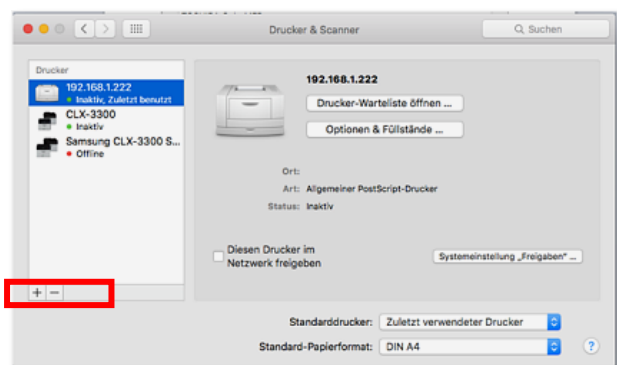 Drucker & Scanner
Suchen
Drucker
192.168.1.222
Inaktiv, Zuletzt benutzt
CLX-3300
Inaktiv
Samsung CLX-3300 S...
Offline
+ −
192.168.1.222
Drucker-Warteliste öffnen ...
Optionen & Füllstände ...
Ort:
Art: Allgemeiner PostScript-Drucker
Status: Inaktiv
Diesen Drucker im
Netzwerk freigeben
Systemeinstellung „Freigaben“ ...
Standarddrucker: Zuletzt verwendeter Drucker
Standard-Papierformat: DIN A4
?